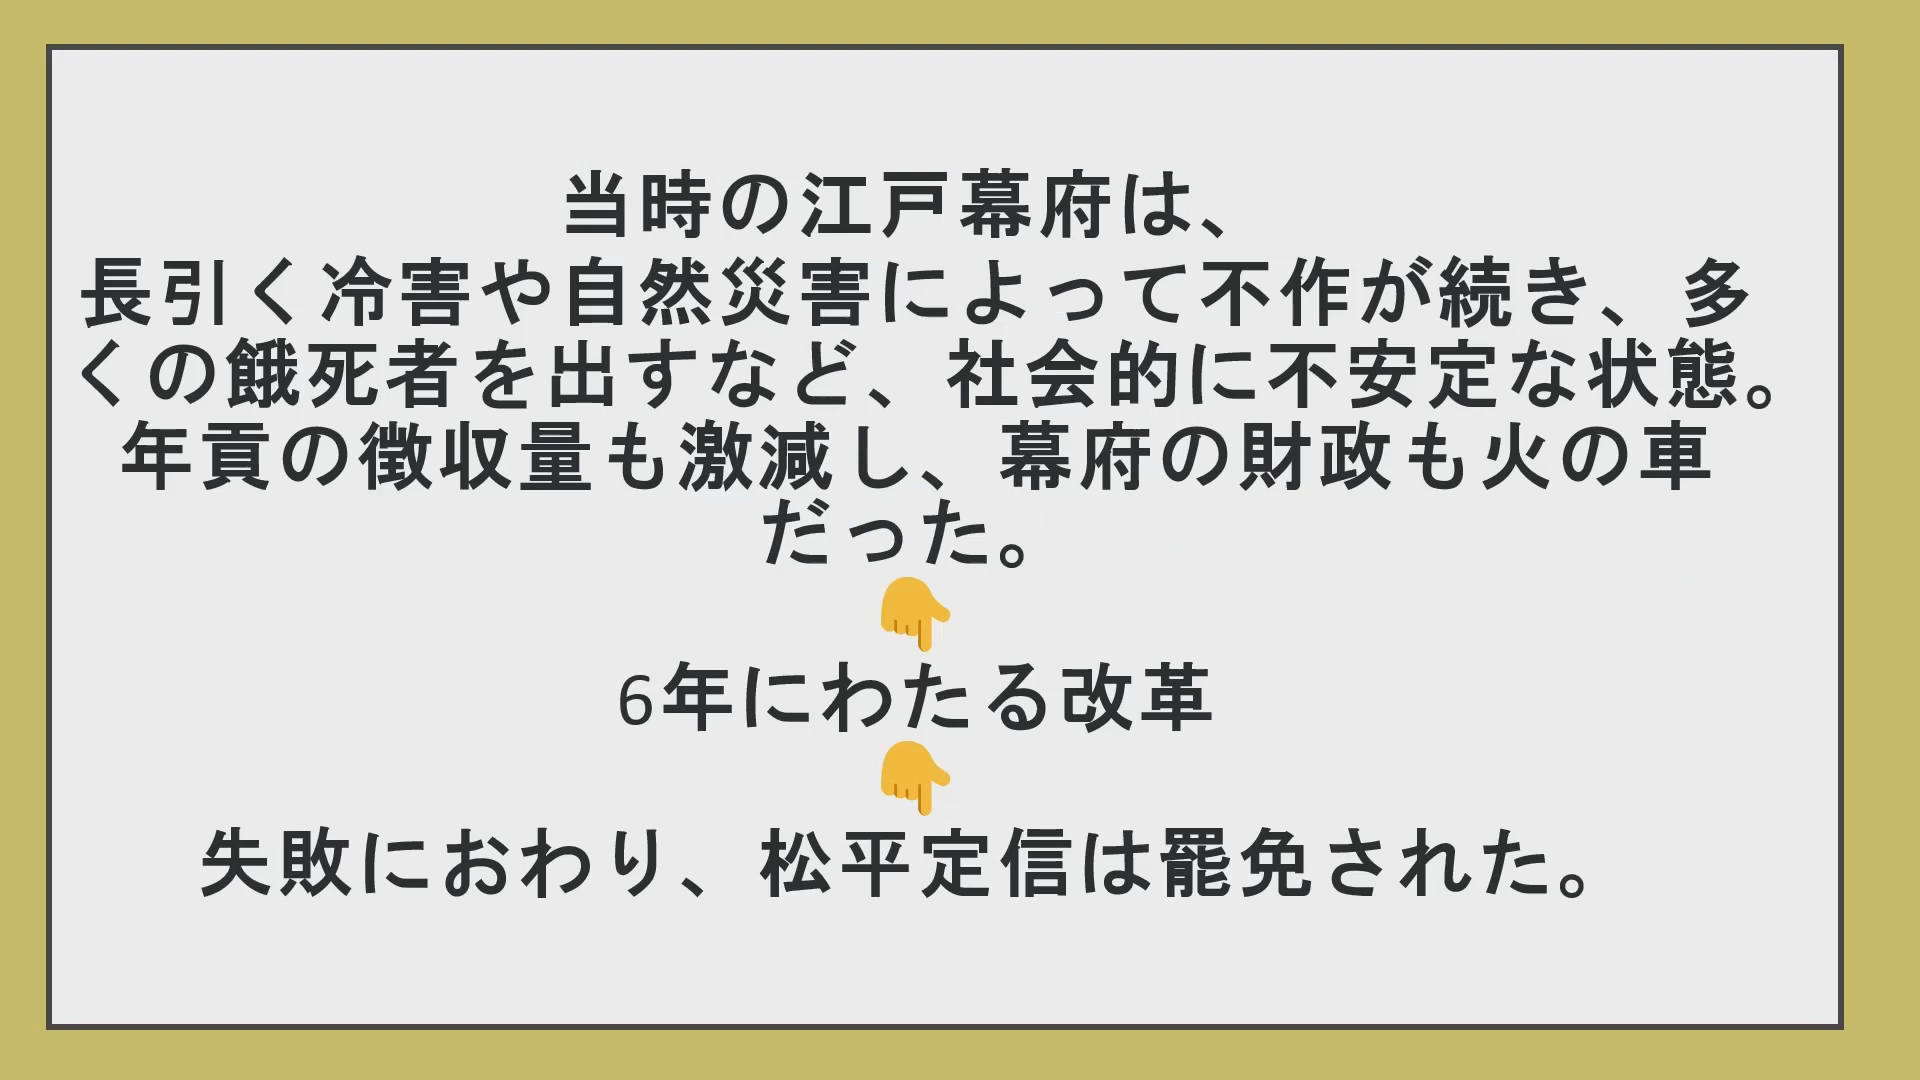 当時の江戸幕府は、
長引く冷害や自然災害によって不作が続き、多
くの餓死者を出すなど、社会的に不安定な状態。
年貢の徴収量も激減し、幕府の財政も火の車
だった。
👇
6年にわたる改革
👇
失敗におわり、松平定信は罷免された。